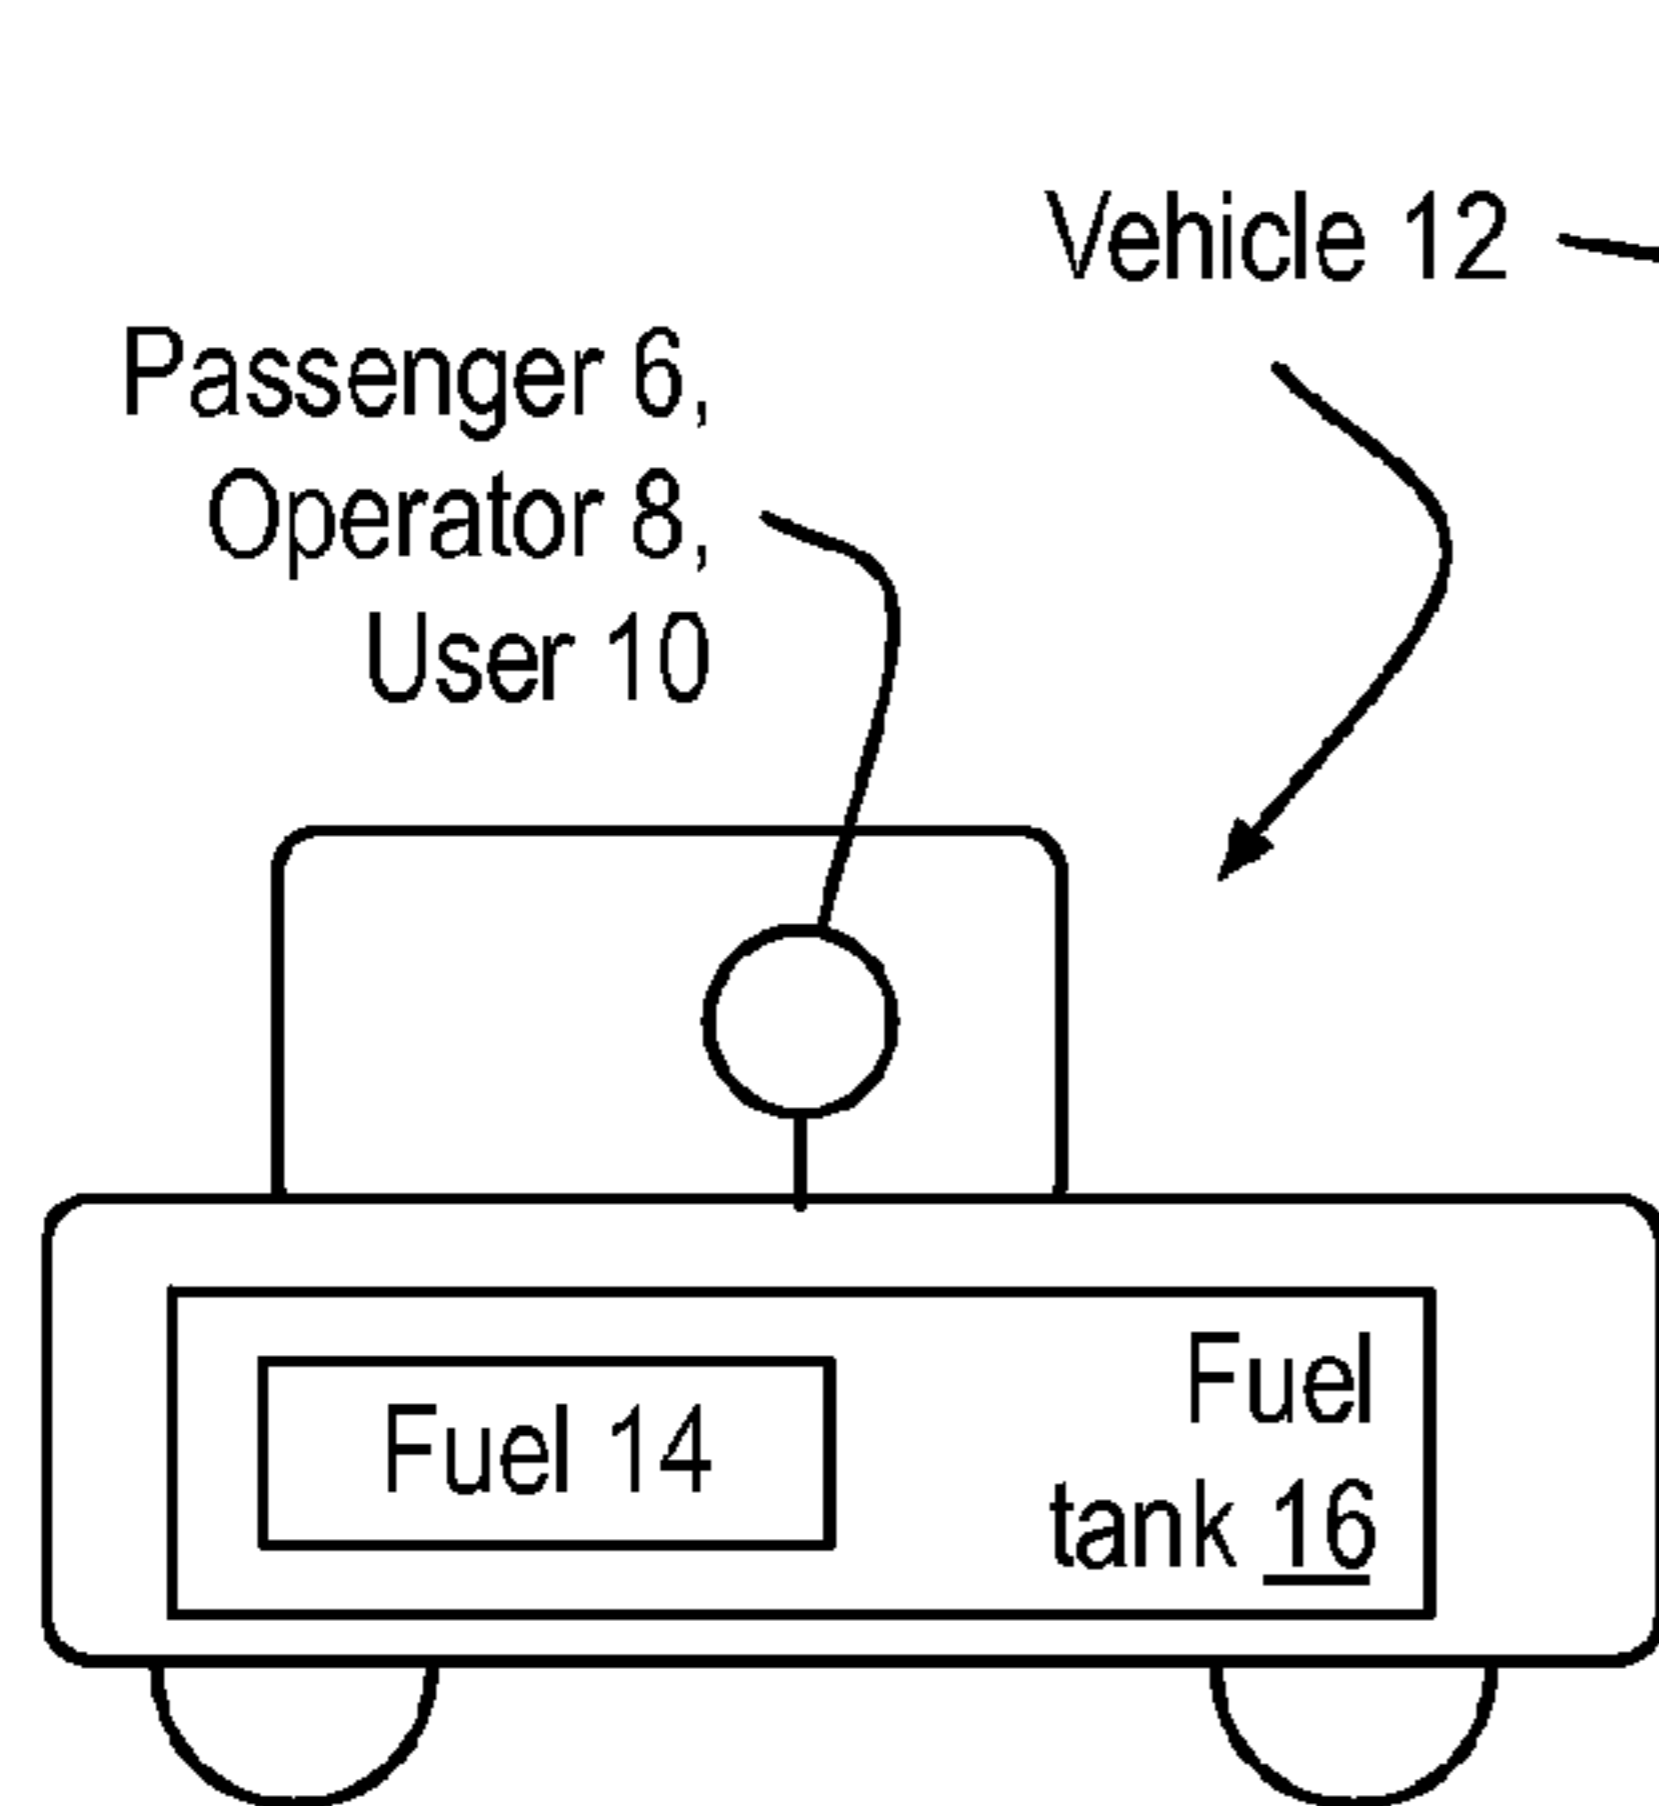 Vehicle 12
Passenger 6,
Operator 8,
User 10
Fuel 14
Fuel
tank 16